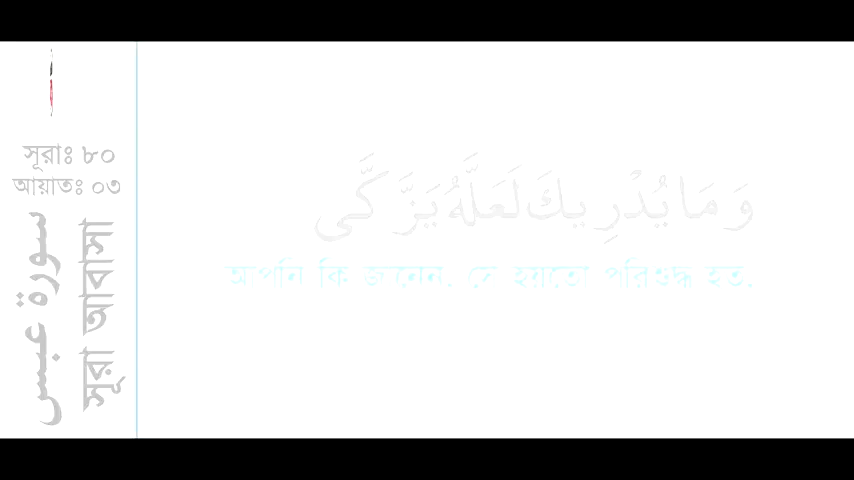 সূরাঃ ৮০
আয়াতঃ ০৩
سورة عبس
সূরা আবাসা
وَمَا يُدْرِيكَ لَعَلَّهُ يَزَّكَّىٰ
আপনি কি জানেন, সে হয়তো পরিশুদ্ধ হত,